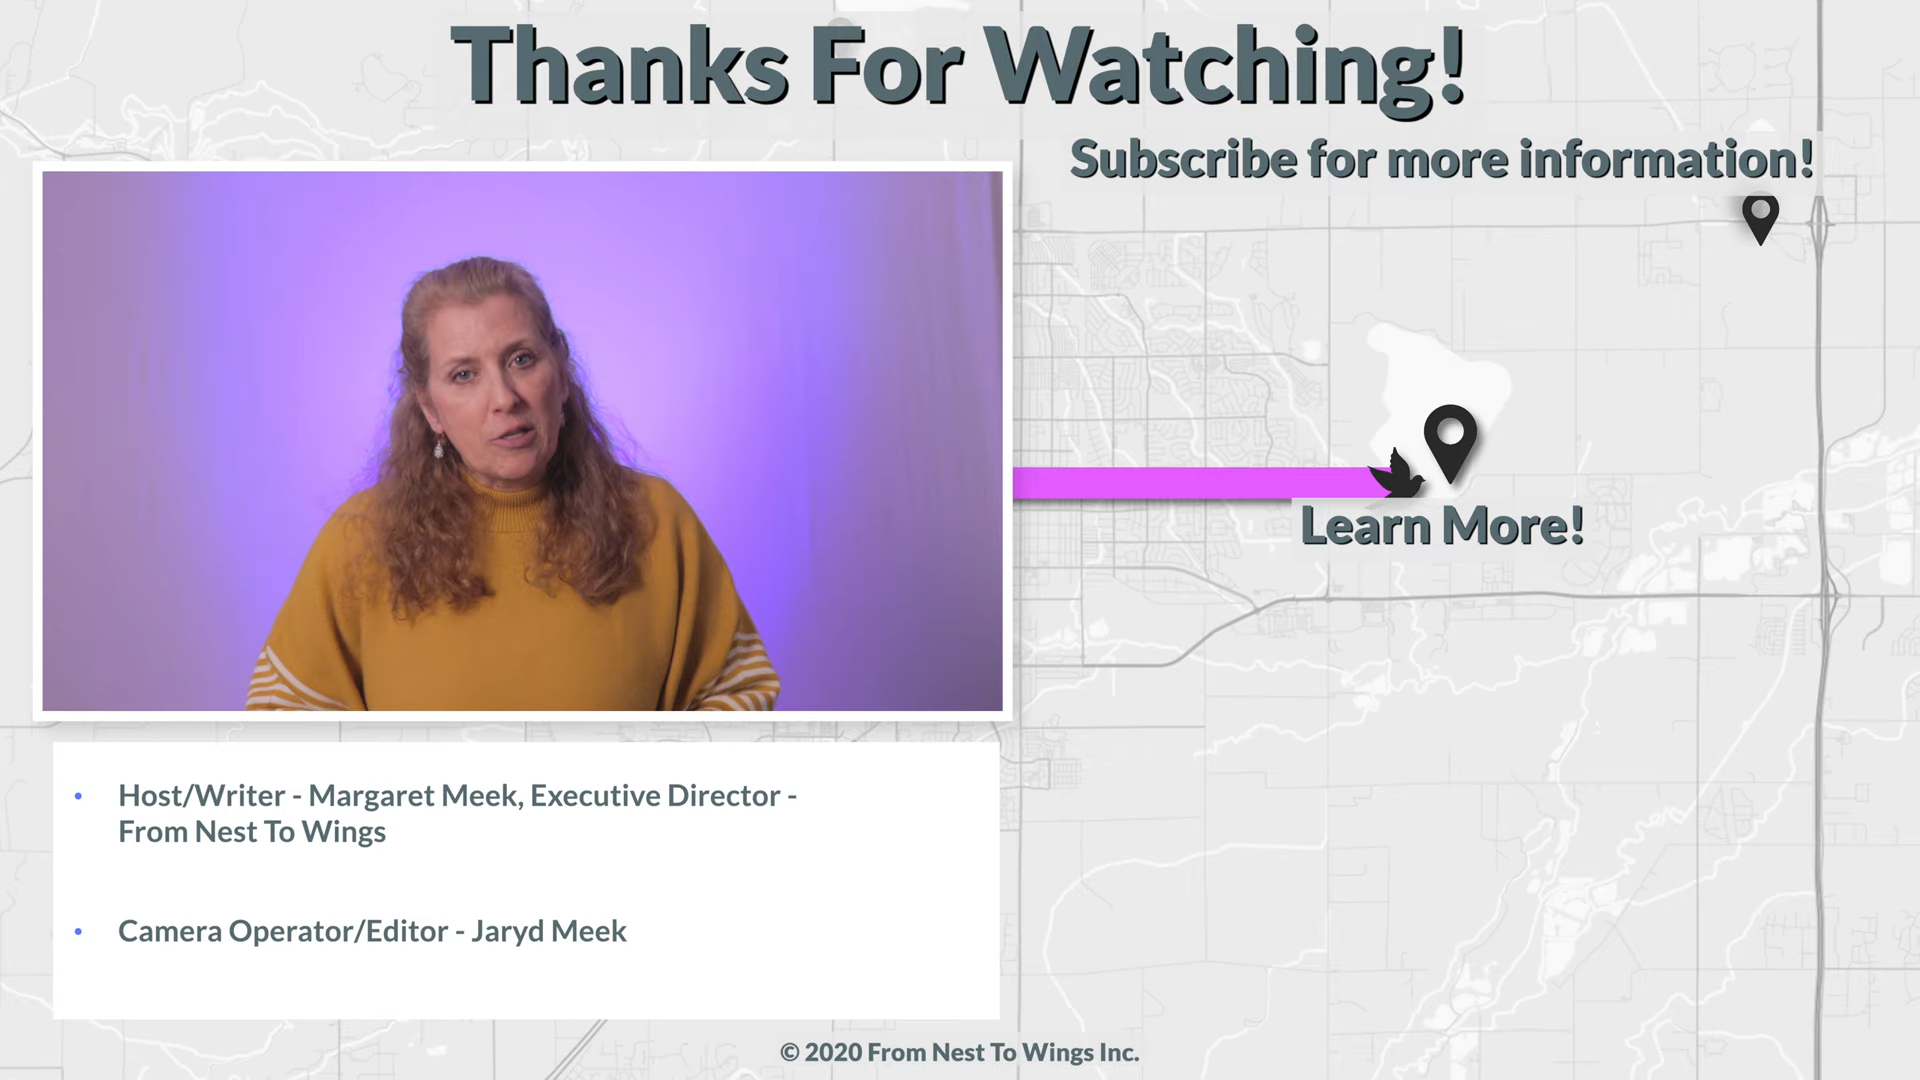 Thanks For Watching!
Subscribe for more information!
Learn More!
• Host/Writer - Margaret Meek, Executive Director -
From Nest To Wings
• Camera Operator/Editor - Jaryd Meek
© 2020 From Nest To Wings Inc.